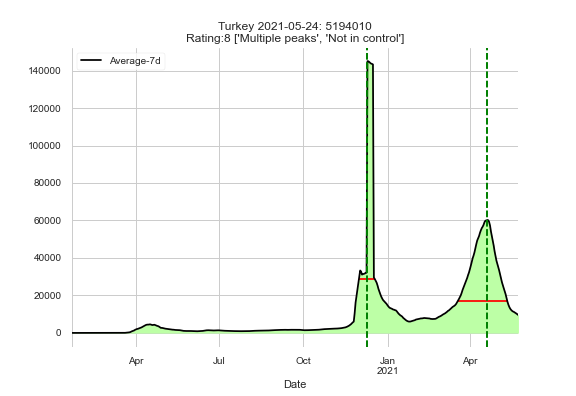 Turkey 2021-05-24: 5194010
Rating:8 ['Multiple peaks', 'Not in control']
Average-7d
140000
120000
100000
80000
60000
40000
20000
0
Apr Jul Oct Jan Apr
2021
Date